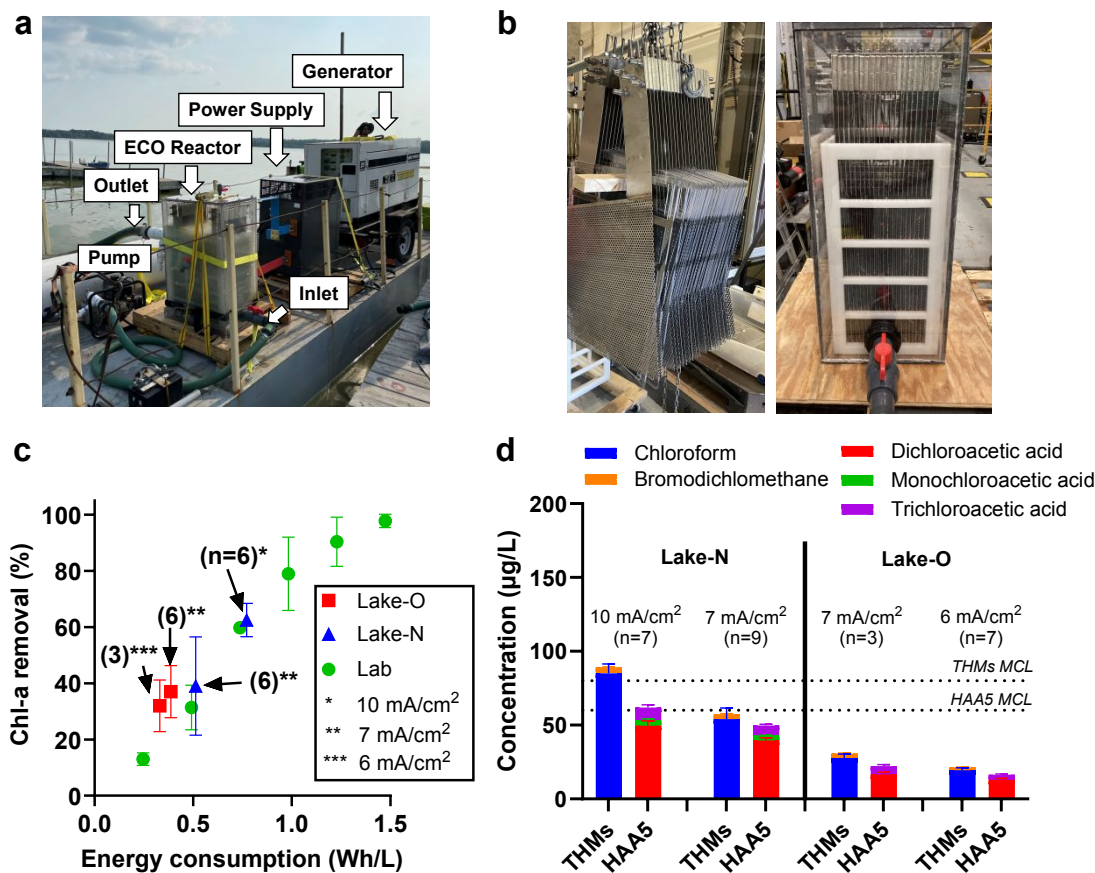 a
Generator
Power Supply
ECO Reactor
Outlet
Pump
Inlet
b
c
Chl-a removal (%)
100
80
60
40
20
0
0.0 0.5 1.0 1.5
Energy consumption (Wh/L)
(n=6)*
(6)**
(3)***
(6)**
Lake-O
Lake-N
Lab
* 10 mA/cm²
** 7 mA/cm²
*** 6 mA/cm²
d
Chloroform
Bromodichlomethane
Dichloroacetic acid
Monochloroacetic acid
Trichloroacetic acid
Concentration (µg/L)
200
150
100
50
0
Lake-N
Lake-O
10 mA/cm²
(n=7)
7 mA/cm²
(n=9)
7 mA/cm²
(n=3)
6 mA/cm²
(n=7)
THMs MCL
HAA5 MCL
THMs HAA5 THMs HAA5 THMs HAA5 THMs HAA5